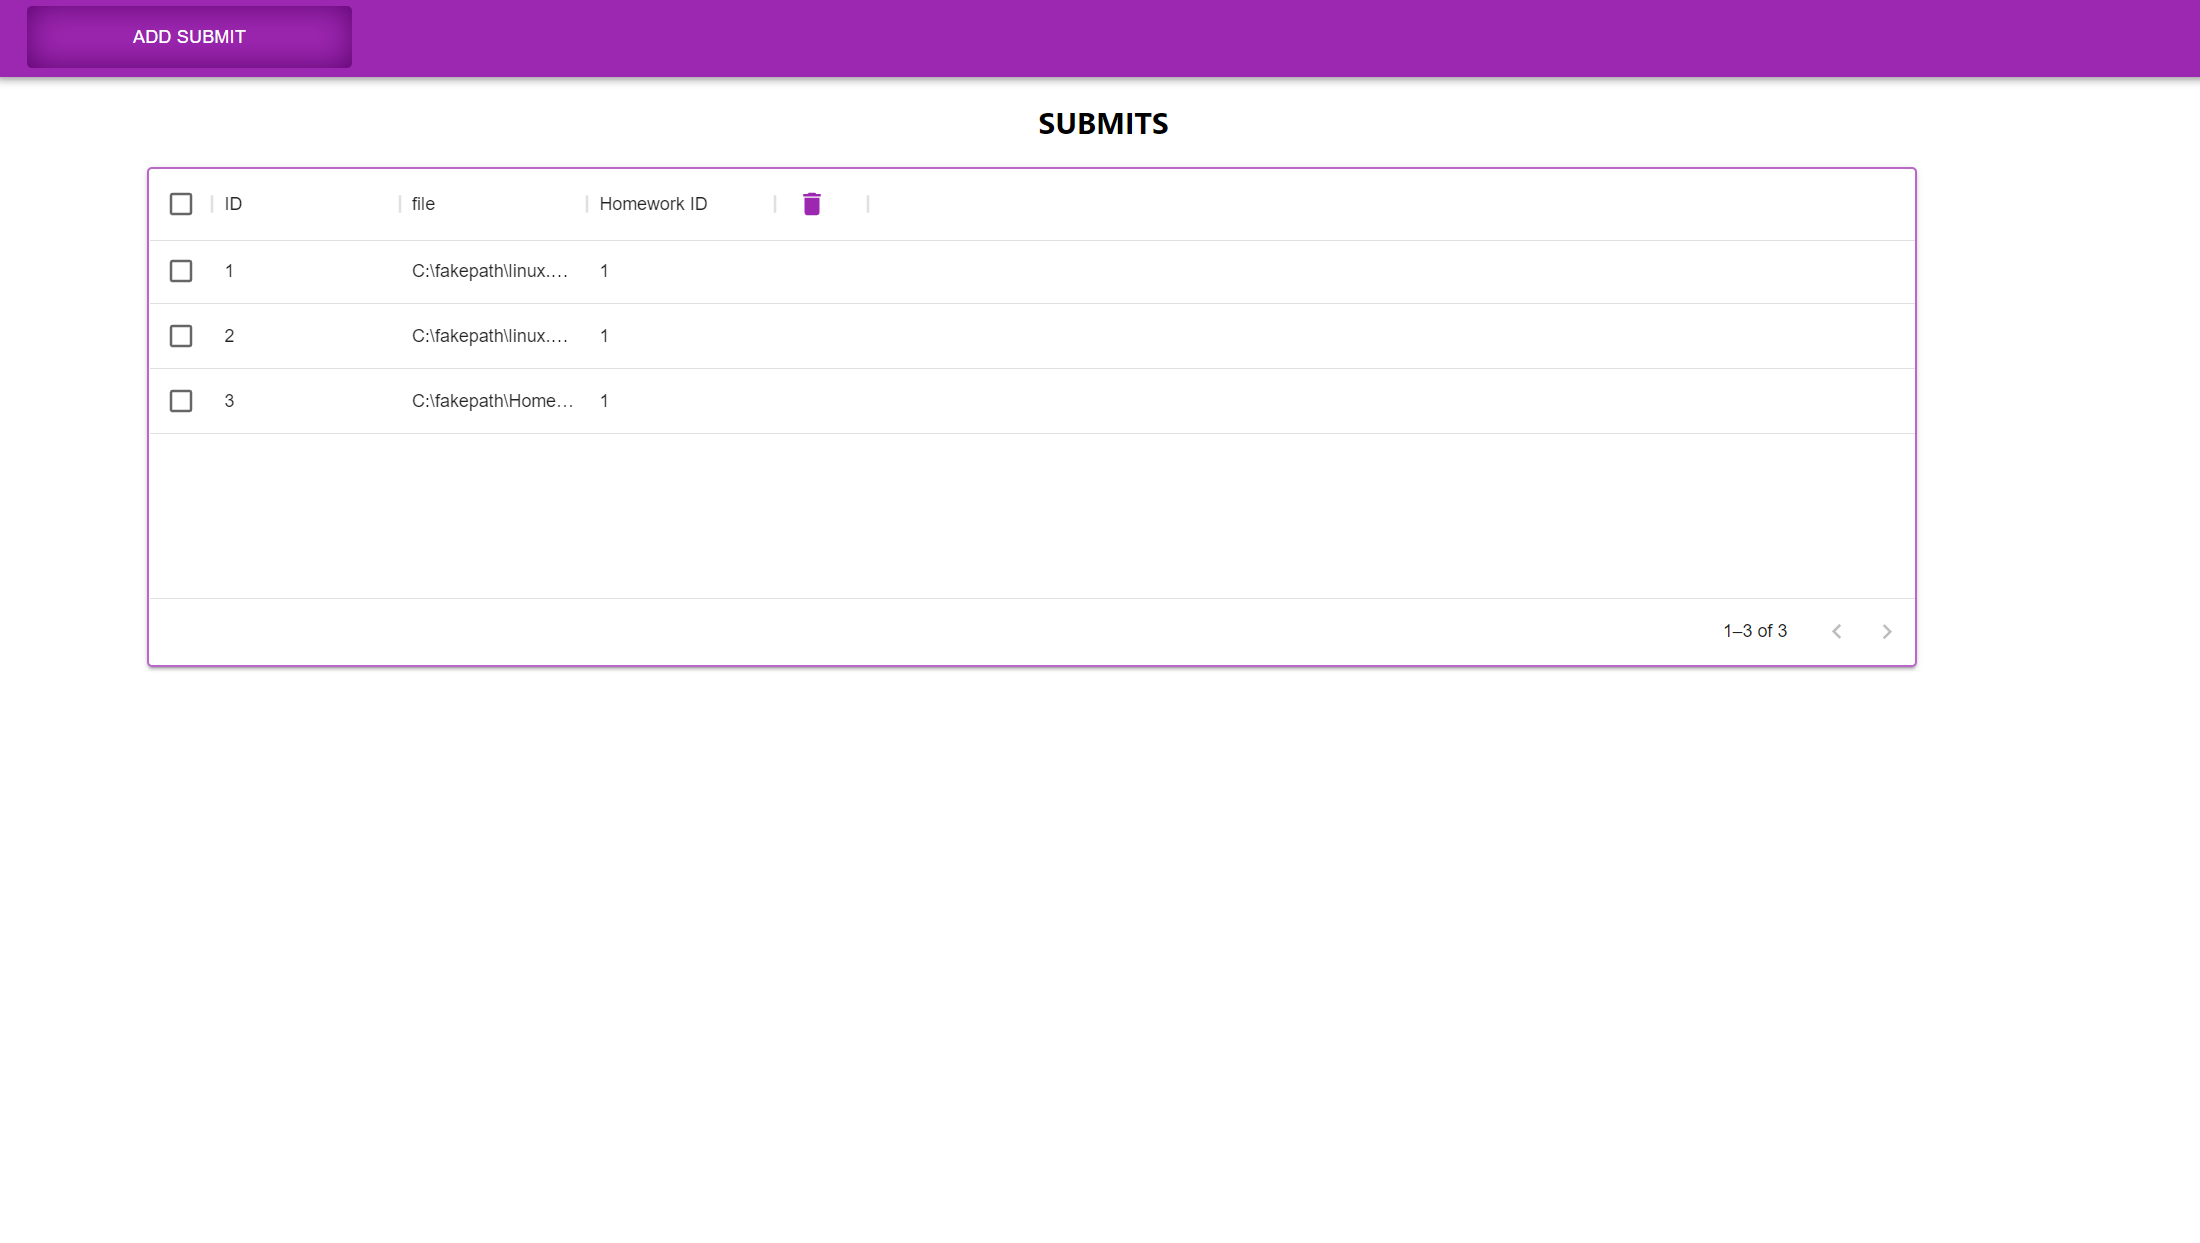 ADD SUBMIT
SUBMITS
ID file Homework ID
1 C:\fakepath\linux.... 1
2 C:\fakepath\linux.... 1
3 C:\fakepath\Home... 1
1–3 of 3